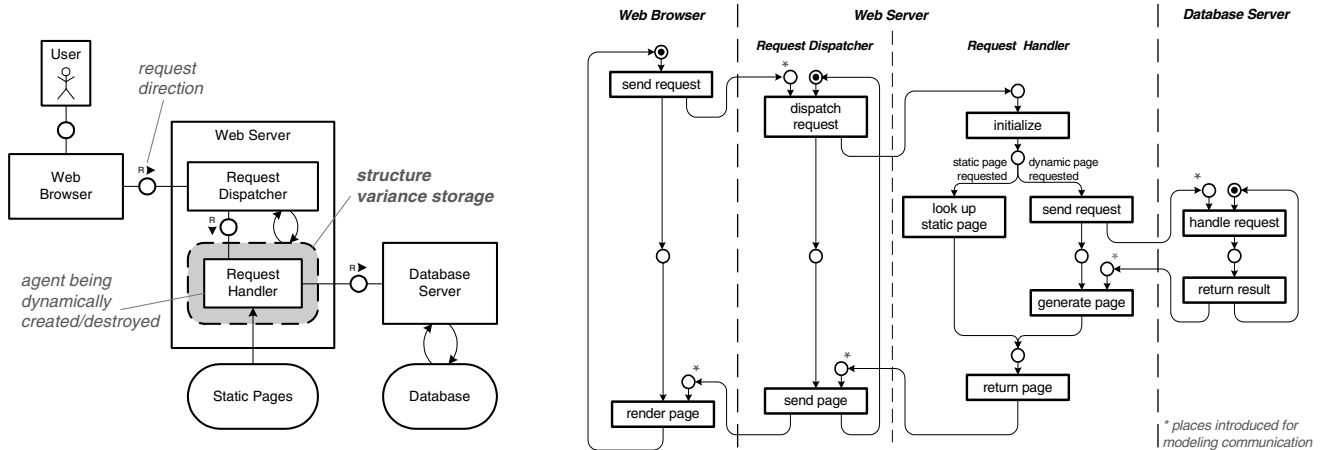 User
request
direction
Web Server
Web
Browser
R
Request
Dispatcher
structure
variance storage
R
Request
Handler
R
Database
Server
agent being
dynamically
created/destroyed
Static Pages
Database
Web Browser
Web Server
Database Server
Request Dispatcher
Request Handler
*
send request
dispatch
request
initialize
static page
requested
dynamic page
requested
*
look up
static page
send request
handle request
*
generate page
return result
*
*
return page
render page
send page
* places introduced for
modeling communication